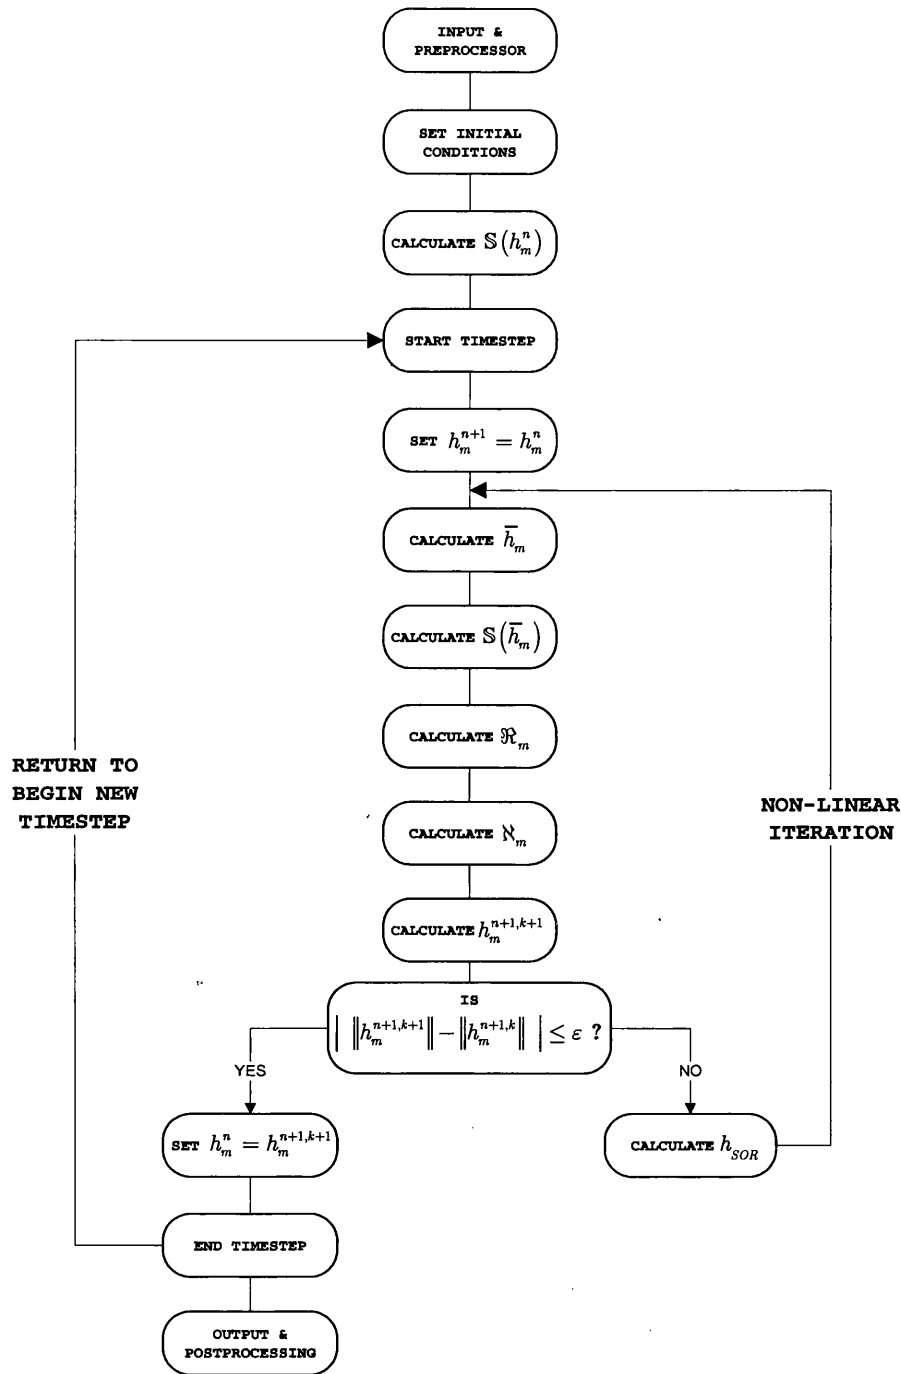 INPUT &
PREPROCESSOR
SET INITIAL
CONDITIONS
CALCULATE 𝕊(h_m^n)
START TIMESTEP
SET h_m^{n+1} = h_m^n
CALCULATE h̅_m
CALCULATE 𝕊(h̅_m)
CALCULATE ℜ_m
CALCULATE ℵ_m
CALCULATE h_m^{n+1,k+1}
IS
| ‖h_m^{n+1,k+1}‖ − ‖h_m^{n+1,k}‖ | ≤ ε ?
YES
NO
SET h_m^n = h_m^{n+1,k+1}
CALCULATE h_{SOR}
END TIMESTEP
OUTPUT &
POSTPROCESSING
RETURN TO
BEGIN NEW
TIMESTEP
NON-LINEAR
ITERATION